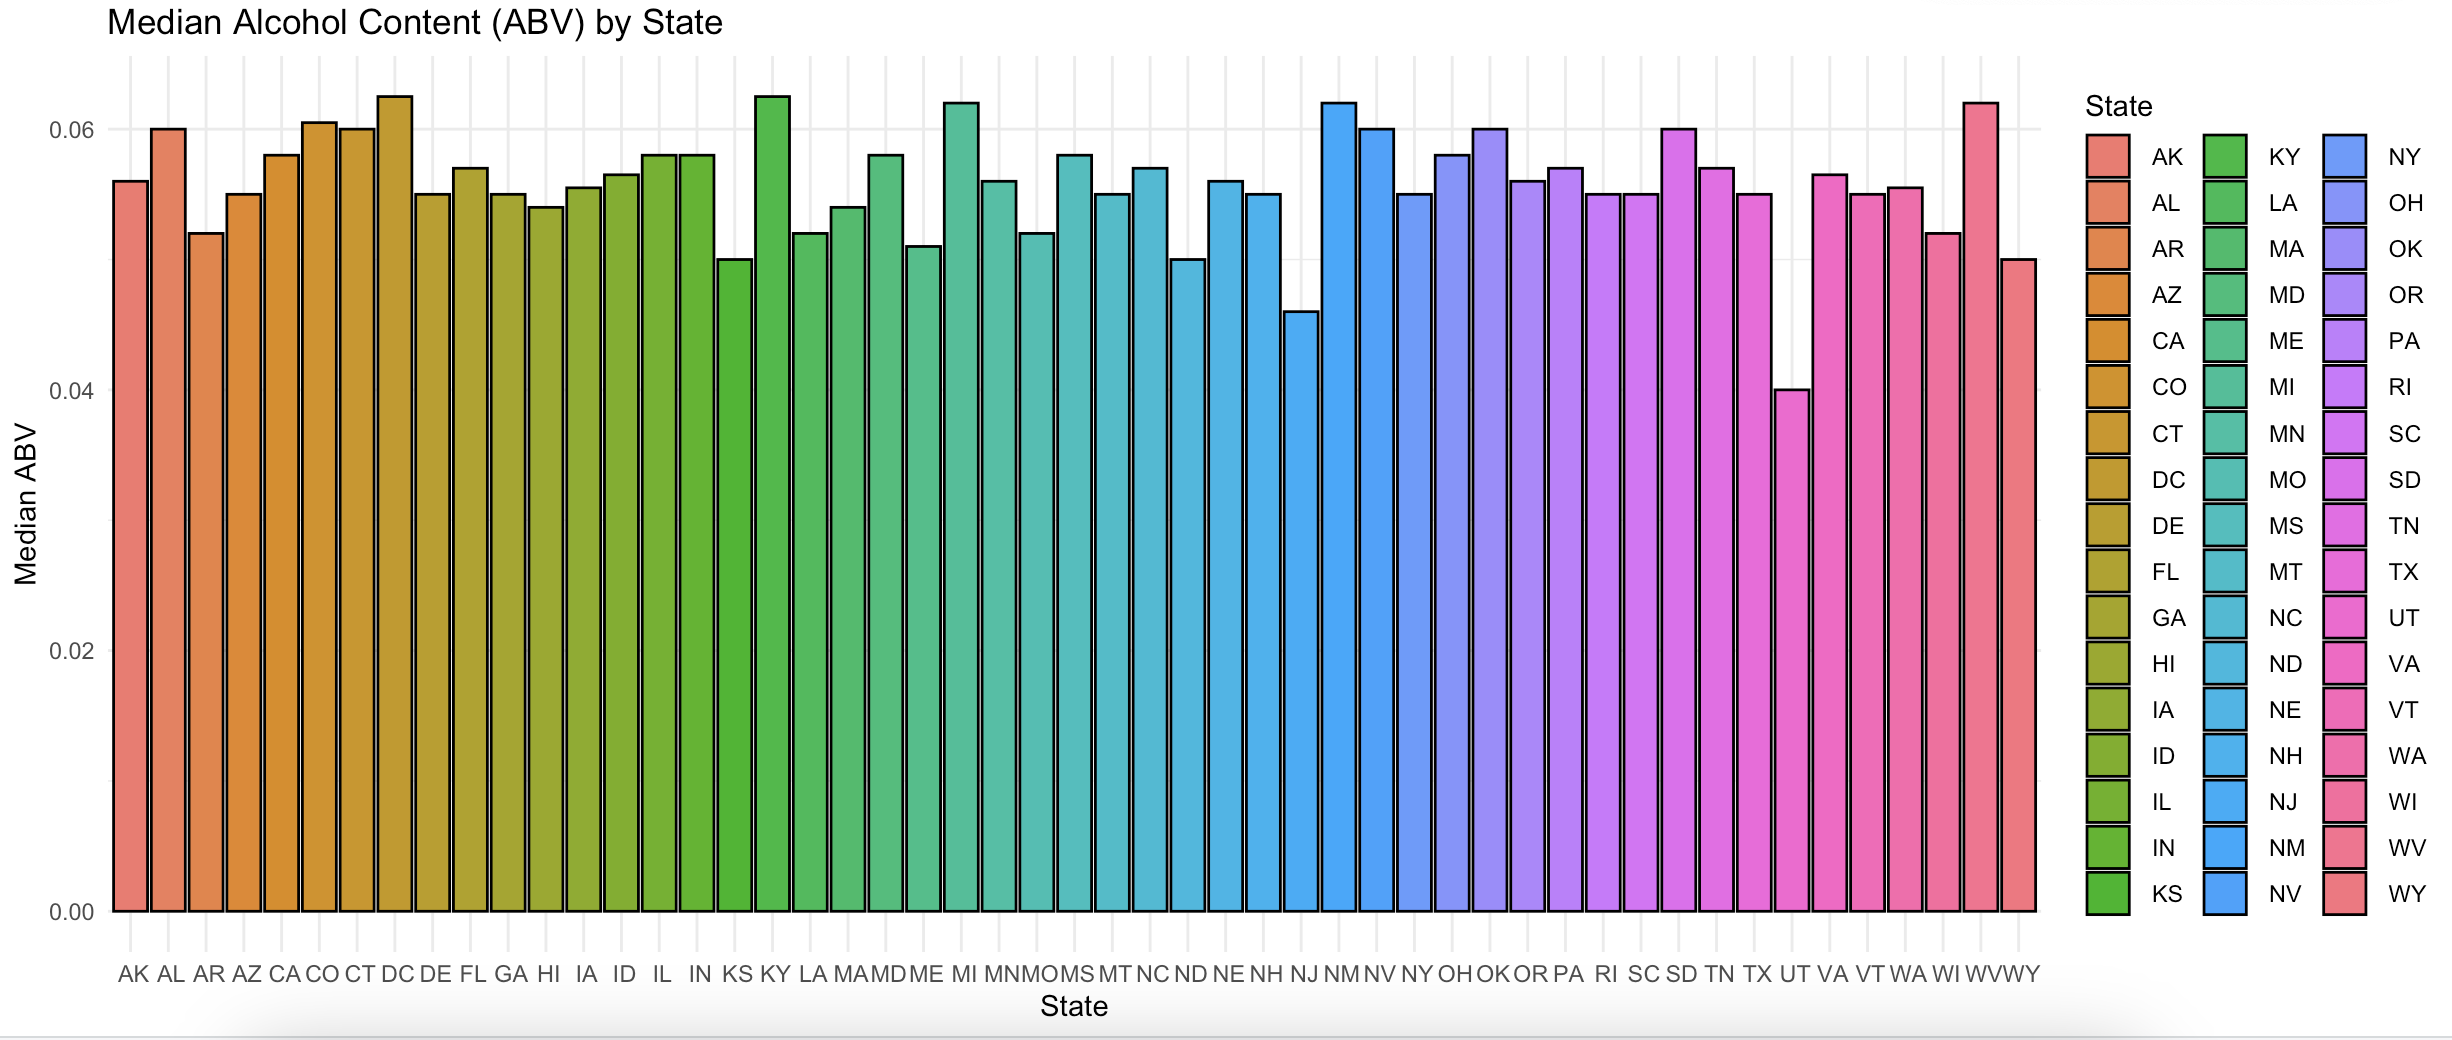 Median Alcohol Content (ABV) by State
0.06
0.04
0.02
0.00
Median ABV
AK AL AR AZ CA CO CT DC DE FL GA HI IA ID IL IN KS KY LA MA MD ME MI MN MO MS MT NC ND NE NH NJ NM NV NY OH OK OR PA RI SC SD TN TX UT VA VT WA WI WV WY
State
State
AK KY NY
AL LA OH
AR MA OK
AZ MD OR
CA ME PA
CO MI RI
CT MN SC
DC MO SD
DE MS TN
FL MT TX
GA NC UT
HI ND VA
IA NE VT
ID NH WA
IL NJ WI
IN NM WV
KS NV WY